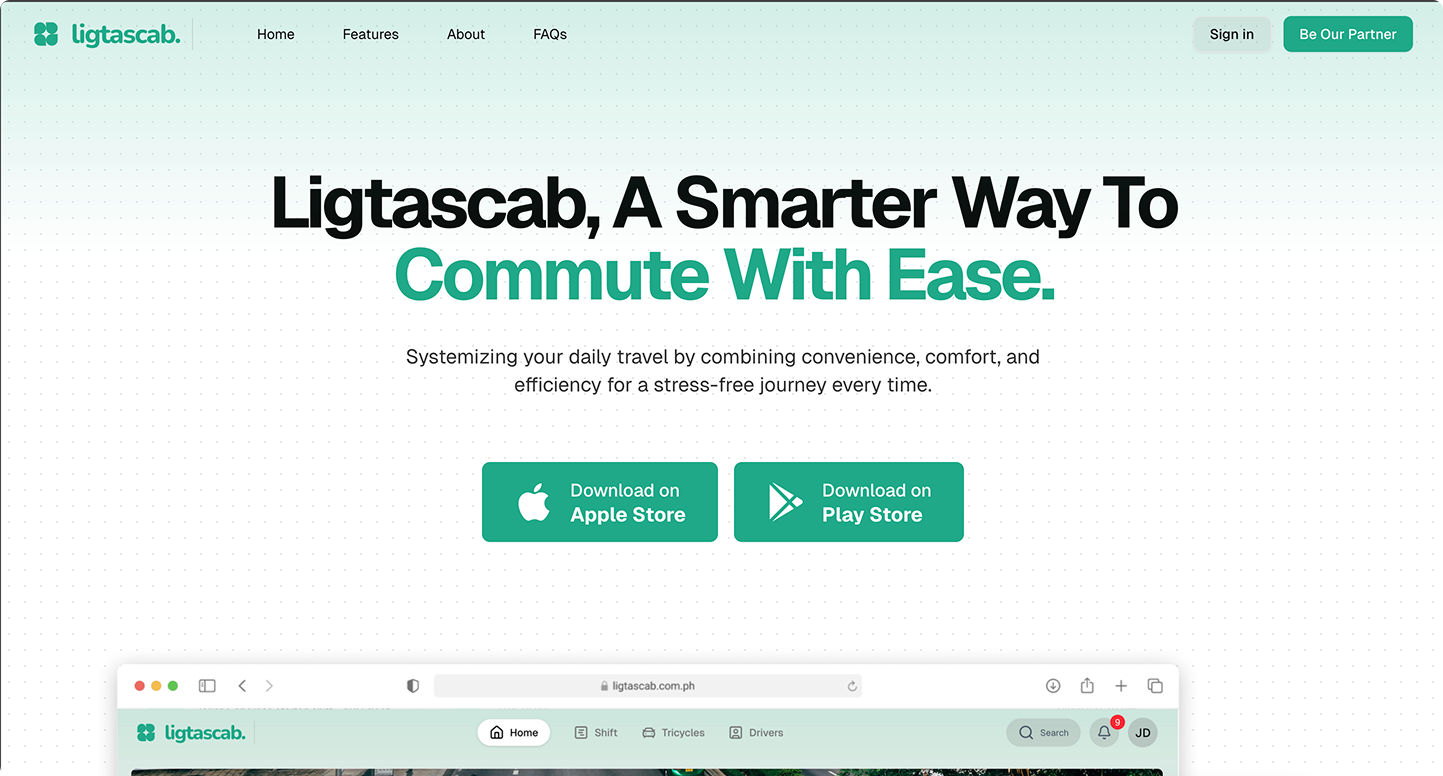 ligtascab.
Home Features About FAQs
Sign in
Be Our Partner
Ligtascab, A Smarter Way To
Commute With Ease.
Systemizing your daily travel by combining convenience, comfort, and
efficiency for a stress-free journey every time.
Download on
Apple Store
Download on
Play Store
ligtascab.com.ph
ligtascab.
Home Shift Tricycles Drivers
Search
9
JD